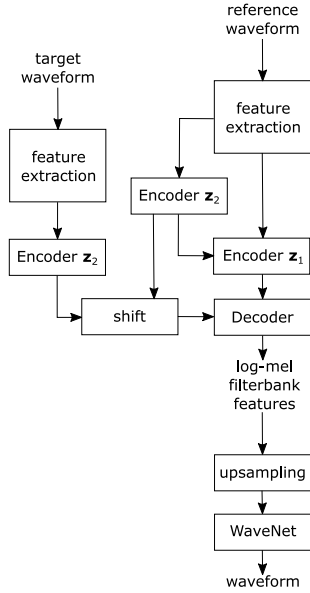 reference
waveform
target
waveform
feature
extraction
feature
extraction
Encoder z₂
Encoder z₂
Encoder z₁
shift
Decoder
log-mel
filterbank
features
upsampling
WaveNet
waveform